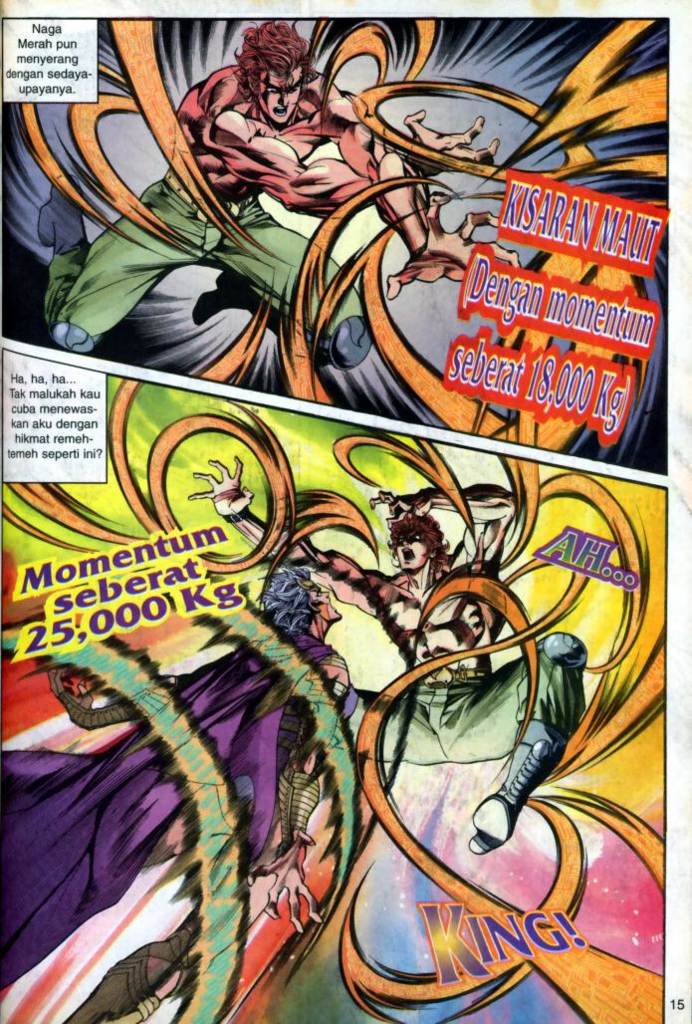 Naga
Merah pun
menyerang
dengan sedaya-
upayanya.
KISARAN MAUT
(Dengan momentum
seberat 18,000 Kg)
Ha, ha, ha...
Tak malukah kau
cuba menewas-
kan aku dengan
hikmat remeh-
temeh seperti ini?
Momentum
seberat
25,000 Kg
AH...
KING!
15